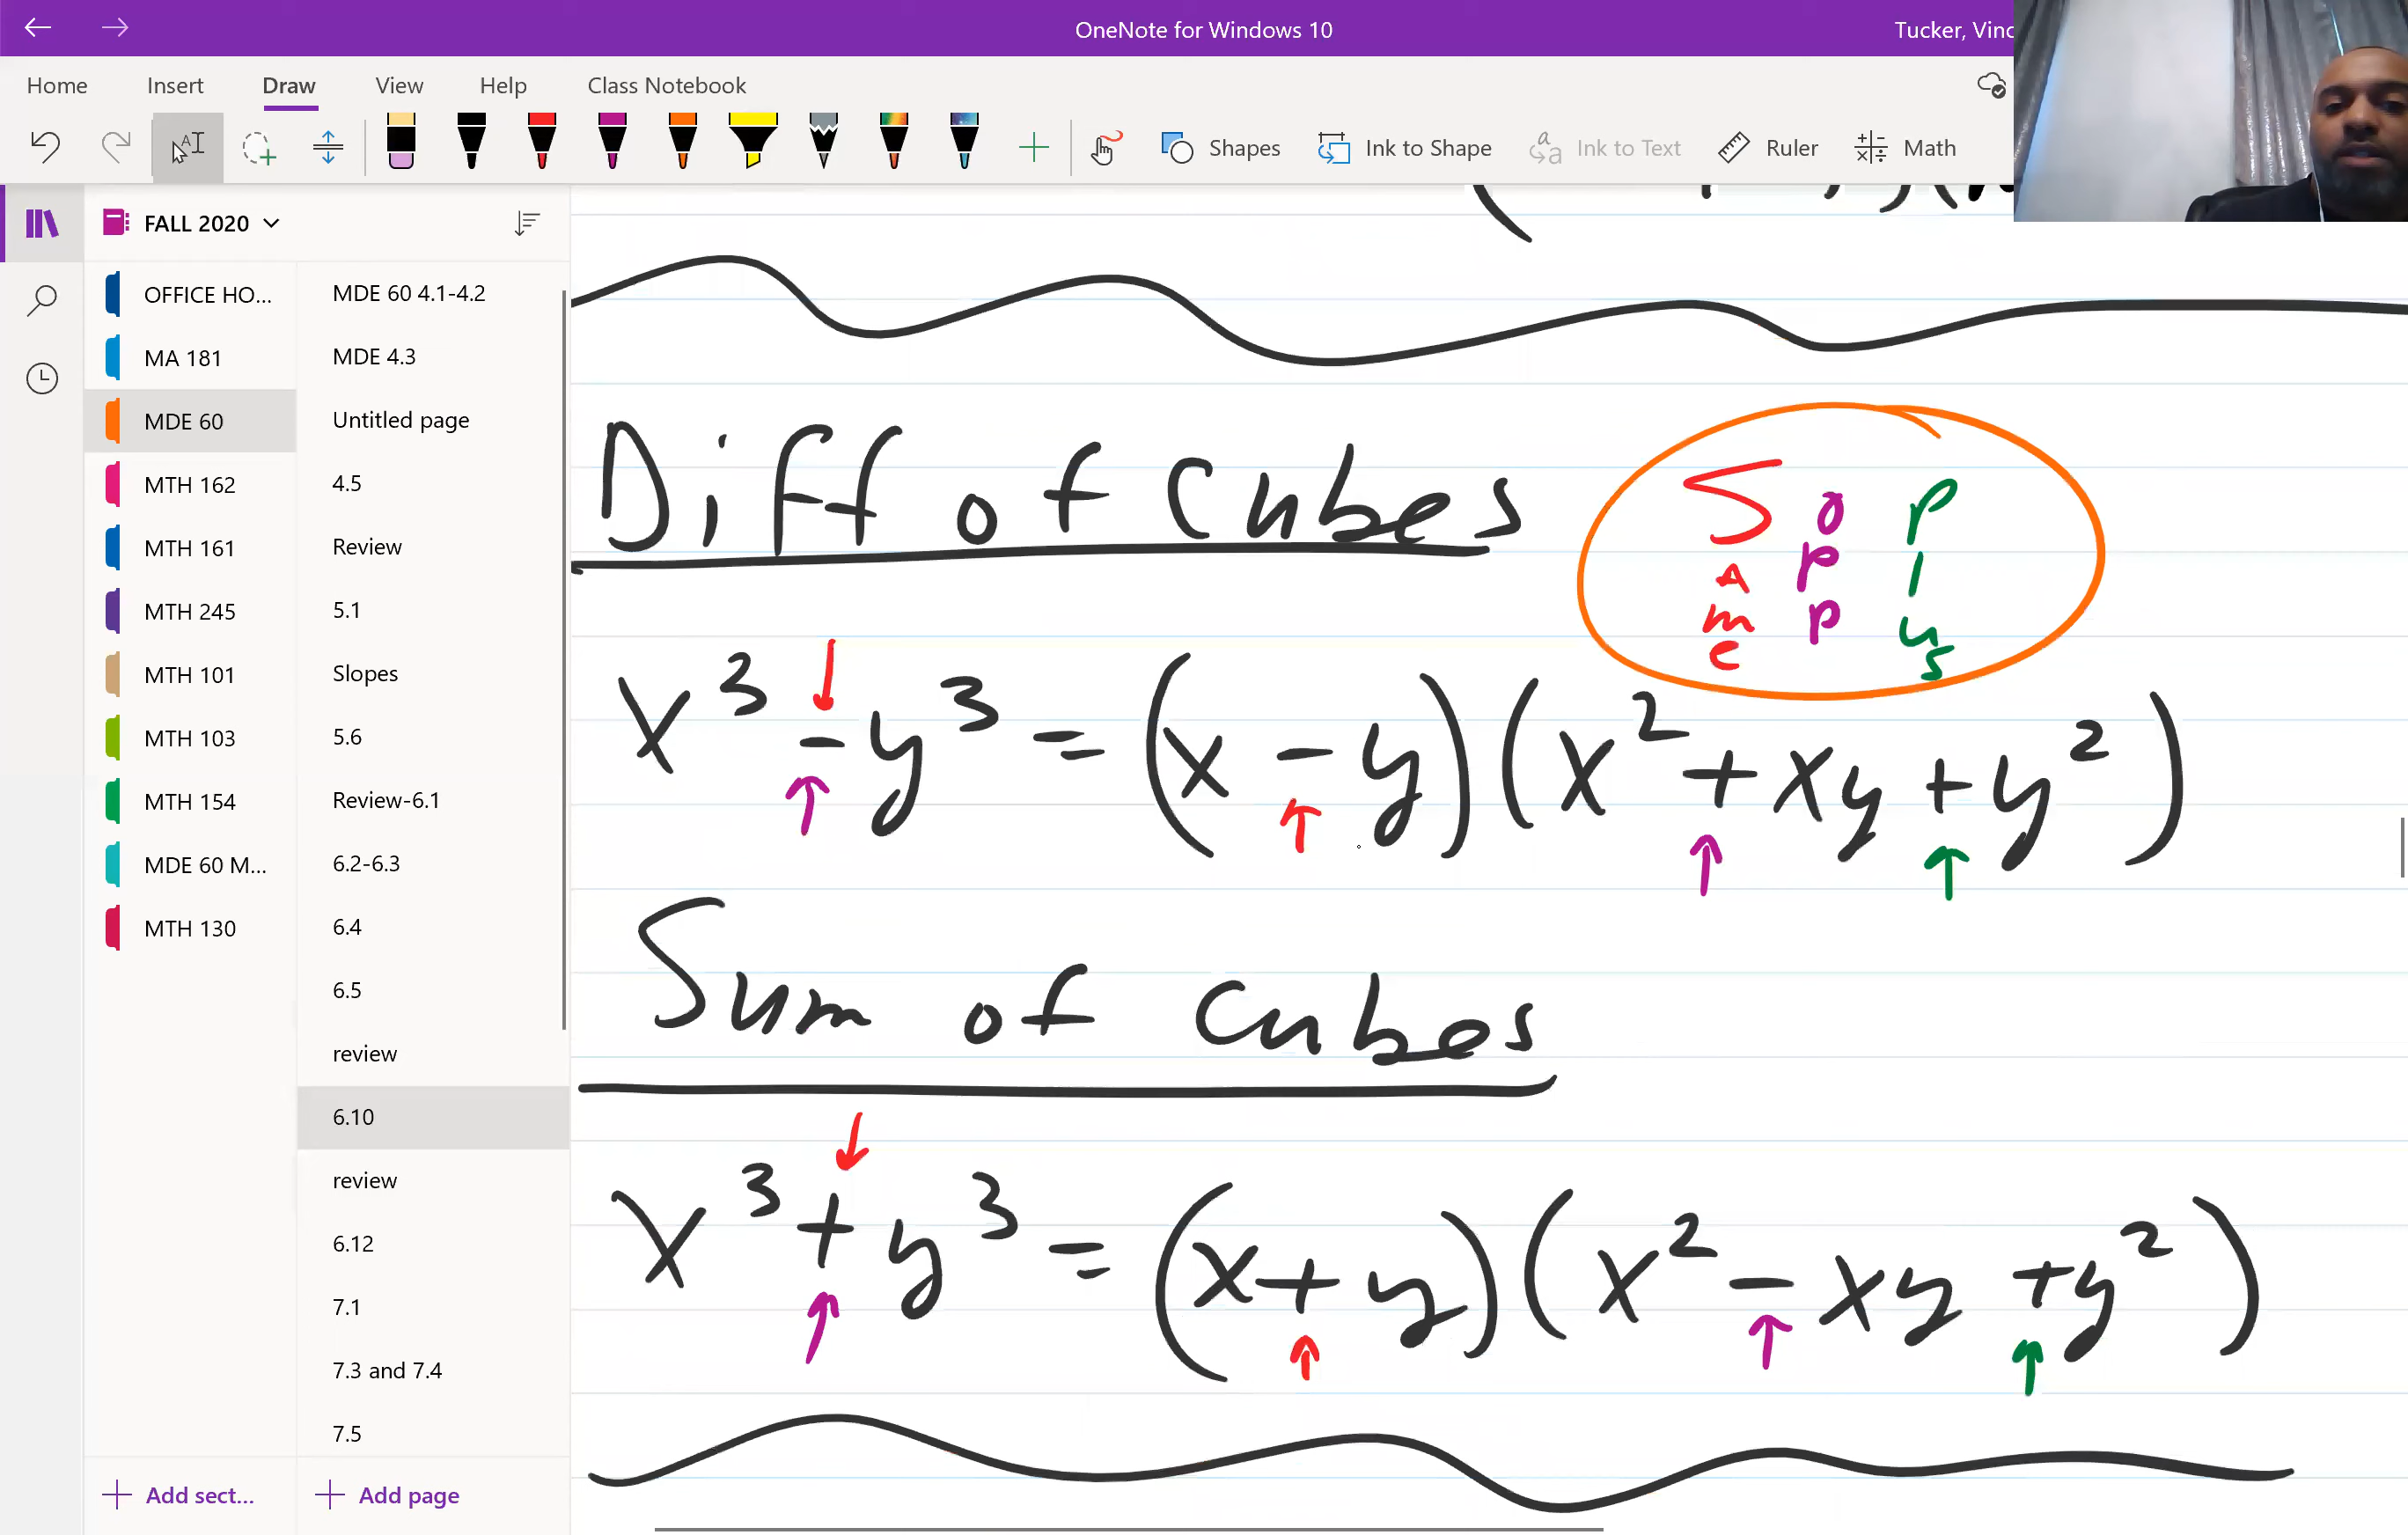 OneNote for Windows 10
Tucker, Vinc
Home Insert Draw View Help Class Notebook
Shapes Ink to Shape Ink to Text Ruler Math
FALL 2020
OFFICE HO...
MA 181
MDE 60
MTH 162
MTH 161
MTH 245
MTH 101
MTH 103
MTH 154
MDE 60 M...
MTH 130
Add sect...
MDE 60 4.1-4.2
MDE 4.3
Untitled page
4.5
Review
5.1
Slopes
5.6
Review-6.1
6.2-6.3
6.4
6.5
review
6.10
review
6.12
7.1
7.3 and 7.4
7.5
Add page
Diff of Cubes
Same
opp
Plus
x³ - y³ = (x - y)(x² + xy + y²)
Sum of Cubes
x³ + y³ = (x + y)(x² - xy + y²)